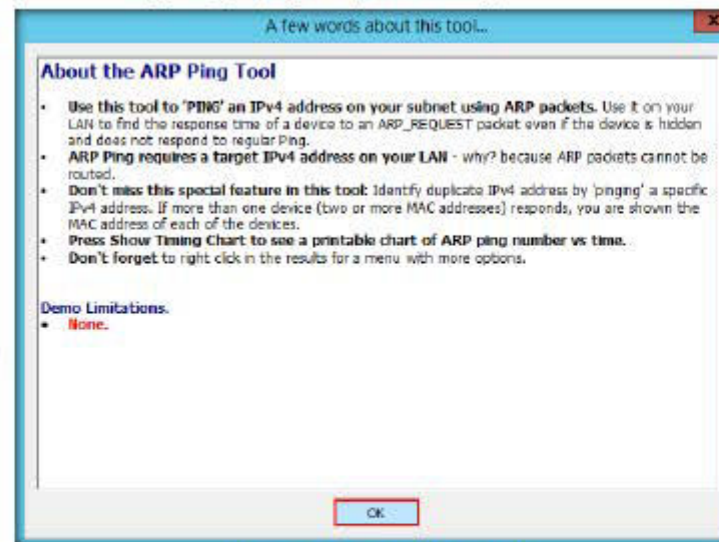 A few words about this tool...
x
About the ARP Ping Tool
• Use this tool to 'PING' an IPv4 address on your subnet using ARP packets. Use it on your
LAN to find the response time of a device to an ARP_REQUEST packet even if the device is hidden
and does not respond to regular Ping.
• ARP Ping requires a target IPv4 address on your LAN - why? because ARP packets cannot be
routed.
• Don't miss this special feature in this tool: Identify duplicate IPv4 address by 'pinging' a specific
IPv4 address. If more than one device (two or more MAC addresses) responds, you are shown the
MAC address of each of the devices.
• Press Show Timing Chart to see a printable chart of ARP ping number vs time.
• Don't forget to right click in the results for a menu with more options.
Demo Limitations.
• None.
OK